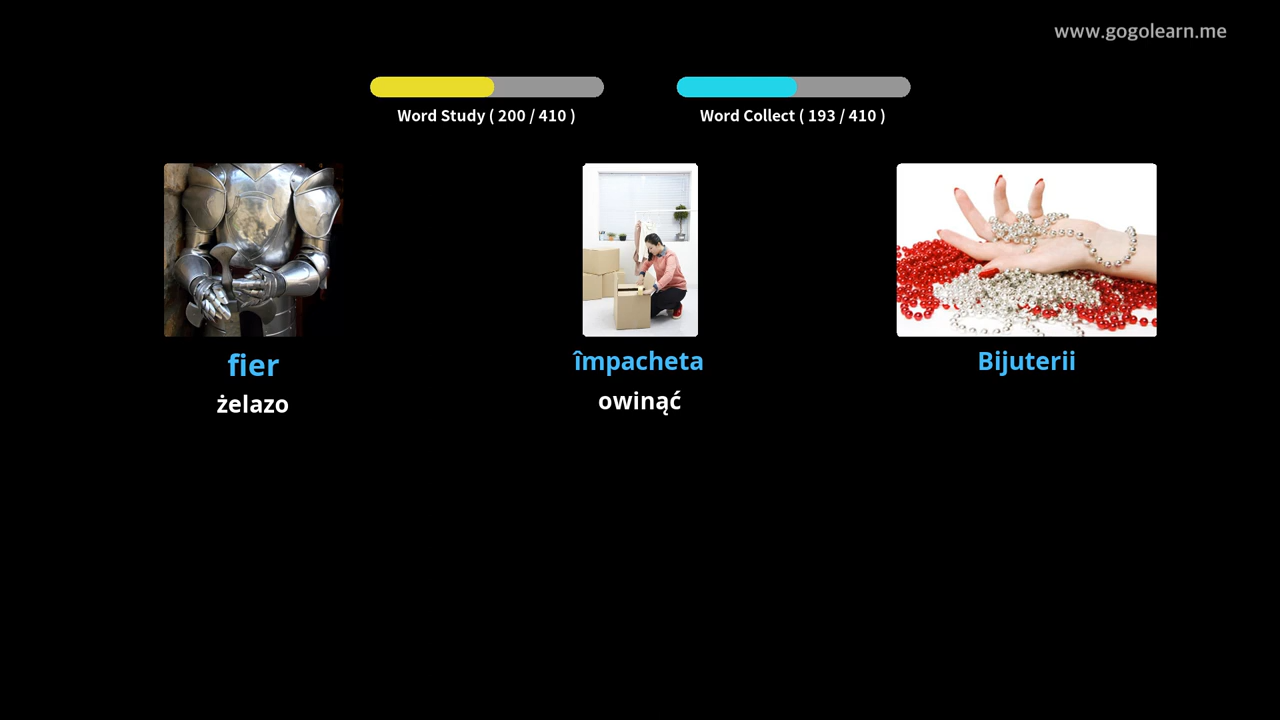 www.gogolearn.me
Word Study ( 200 / 410 )
Word Collect ( 193 / 410 )
fier
żelazo
împacheta
owinąć
Bijuterii